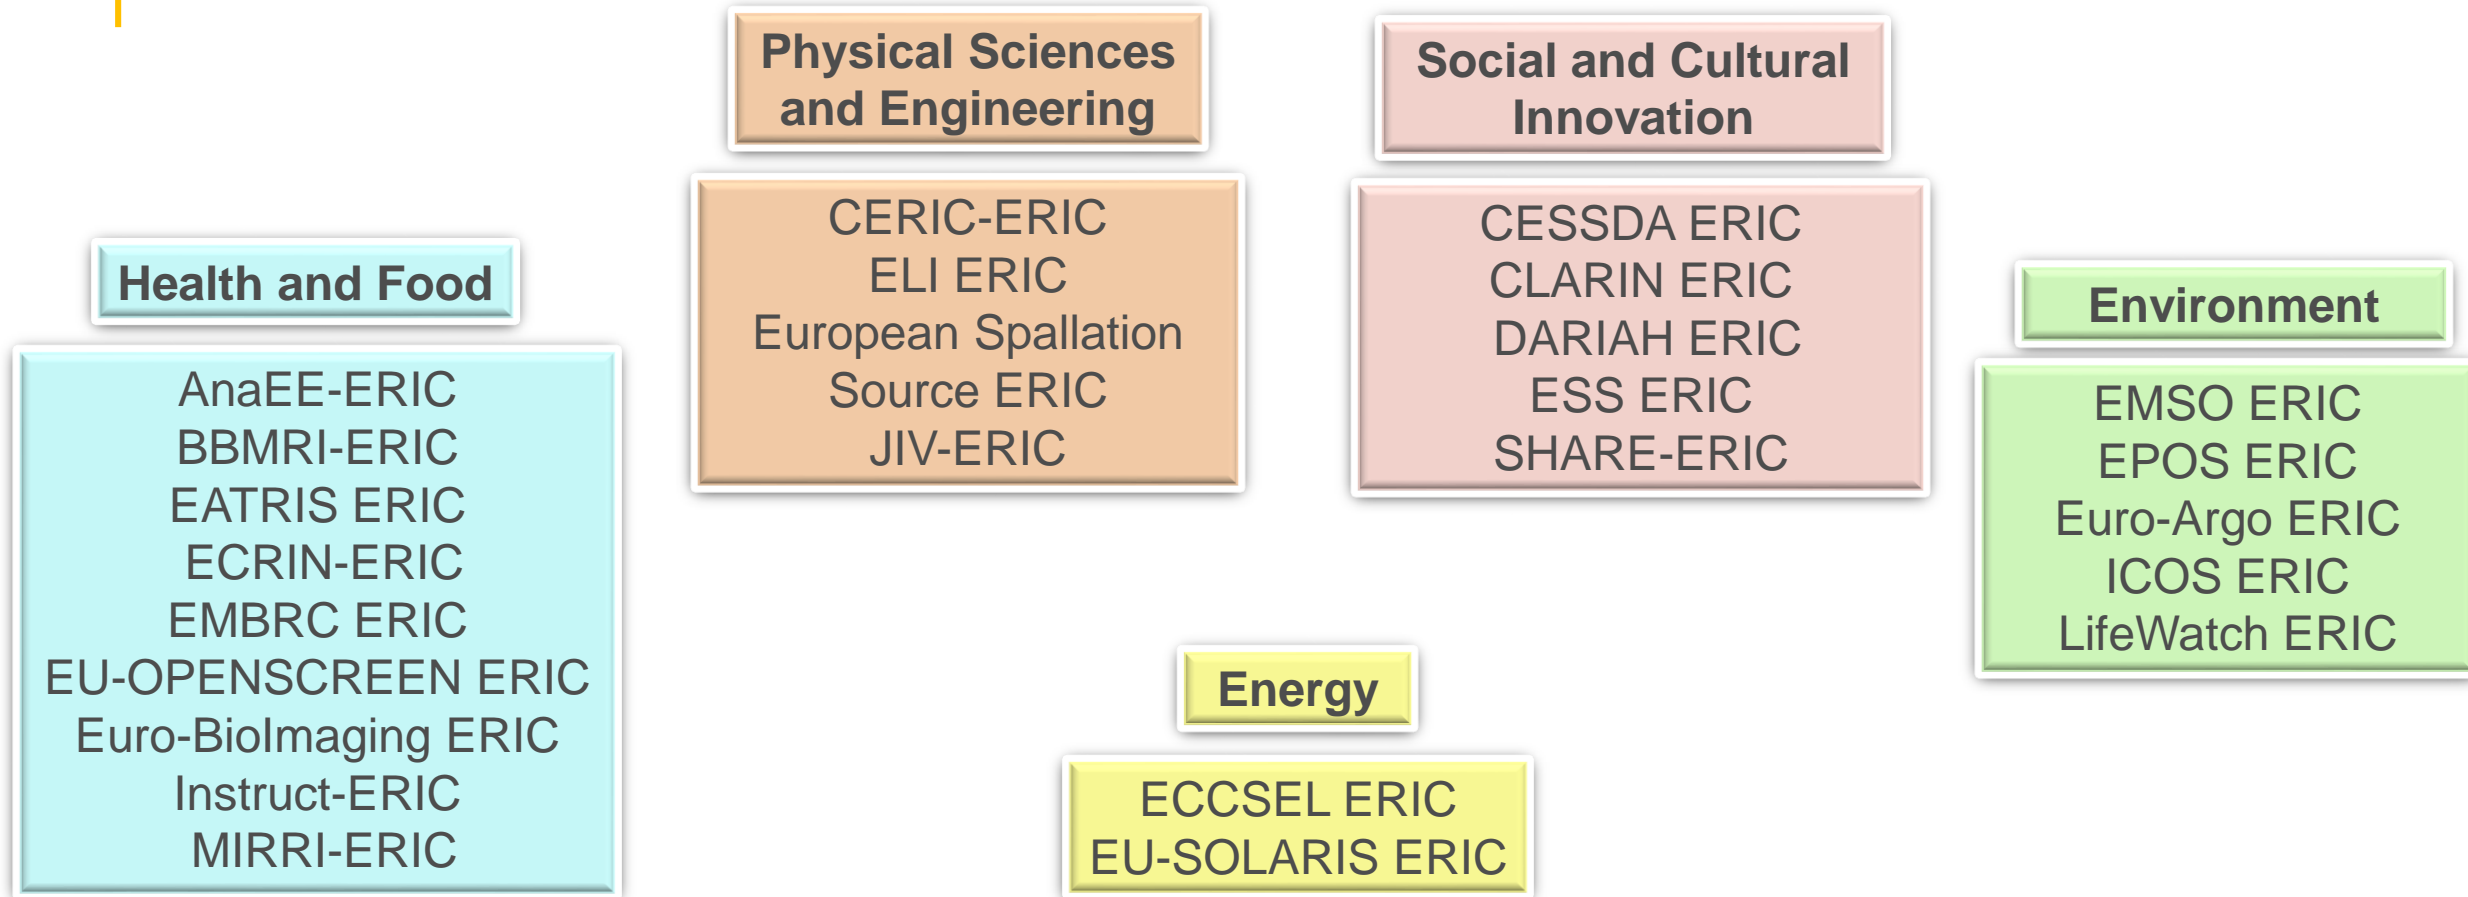 Physical Sciences
and Engineering
CERIC-ERIC
ELI ERIC
European Spallation
Source ERIC
JIV-ERIC
Social and Cultural
Innovation
CESSDA ERIC
CLARIN ERIC
DARIAH ERIC
ESS ERIC
SHARE-ERIC
Health and Food
AnaEE-ERIC
BBMRI-ERIC
EATRIS ERIC
ECRIN-ERIC
EMBRC ERIC
EU-OPENSCREEN ERIC
Euro-BioImaging ERIC
Instruct-ERIC
MIRRI-ERIC
Environment
EMSO ERIC
EPOS ERIC
Euro-Argo ERIC
ICOS ERIC
LifeWatch ERIC
Energy
ECCSEL ERIC
EU-SOLARIS ERIC